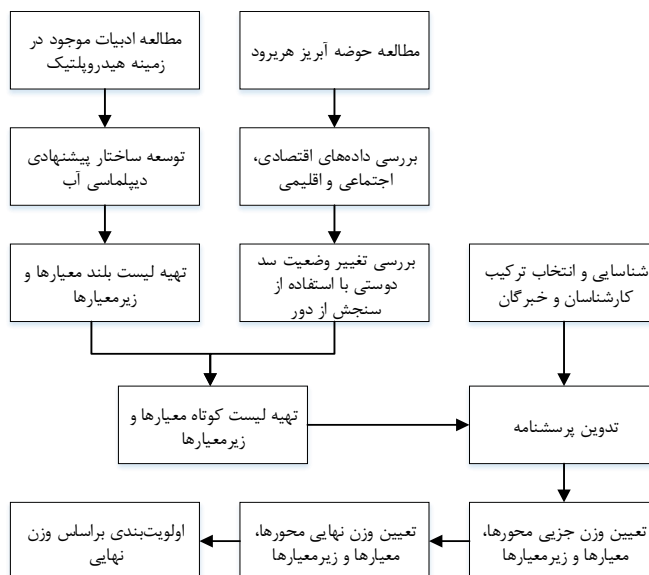 مطالعه حوضه آبریز هریرود
مطالعه ادبیات موجود در
زمینه هیدروپلتیک
بررسی داده‌های اقتصادی،
اجتماعی و اقلیمی
توسعه ساختار پیشنهادی
دیپلماسی آب
شناسایی و انتخاب ترکیب
کارشناسان و خبرگان
بررسی تغییر وضعیت سد
دوستی با استفاده از
سنجش از دور
تهیه لیست بلند معیارها و
زیرمعیارها
تدوین پرسشنامه
تهیه لیست کوتاه معیارها و
زیرمعیارها
تعیین وزن جزیی محورها،
معیارها و زیرمعیارها
تعیین وزن نهایی محورها،
معیارها و زیرمعیارها
اولویت‌بندی براساس وزن
نهایی